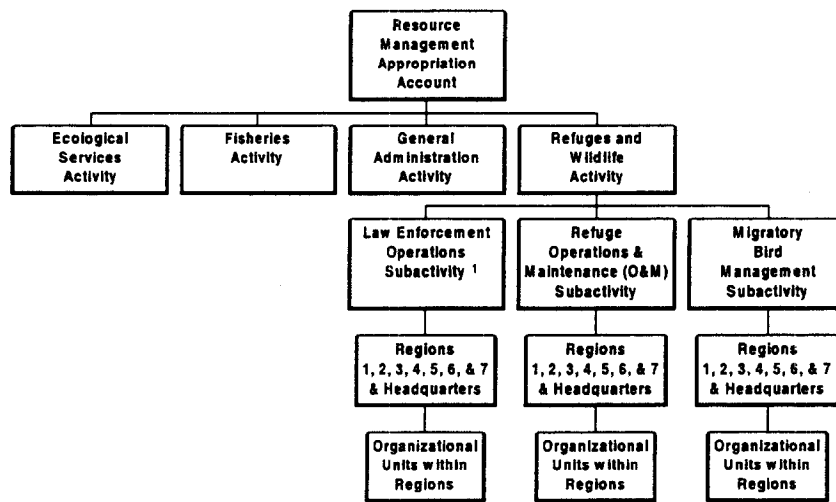 Resource
Management
Appropriation
Account
Ecological
Services
Activity
Fisheries
Activity
General
Administration
Activity
Refuges and
Wildlife
Activity
Law Enforcement
Operations
Subactivity 1
Refuge
Operations &
Maintenance (O&M)
Subactivity
Migratory
Bird
Management
Subactivity
Regions
1, 2, 3, 4, 5, 6, & 7
& Headquarters
Regions
1, 2, 3, 4, 5, 6, & 7
& Headquarters
Regions
1, 2, 3, 4, 5, 6, & 7
& Headquarters
Organizational
Units within
Regions
Organizational
Units within
Regions
Organizational
Units within
Regions